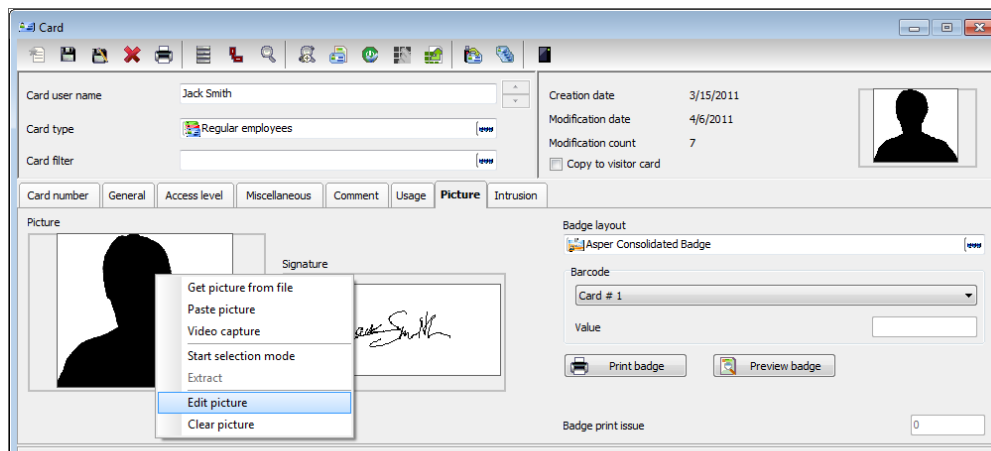 Card
Card user name
Jack Smith
Card type
Regular employees
Card filter
Creation date 3/15/2011
Modification date 4/6/2011
Modification count 7
Copy to visitor card
Card number General Access level Miscellaneous Comment Usage Picture Intrusion
Picture
Signature
Get picture from file
Paste picture
Video capture
Start selection mode
Extract
Edit picture
Clear picture
Smith
Badge layout
Asper Consolidated Badge
Barcode
Card # 1
Value
Print badge Preview badge
Badge print issue 0